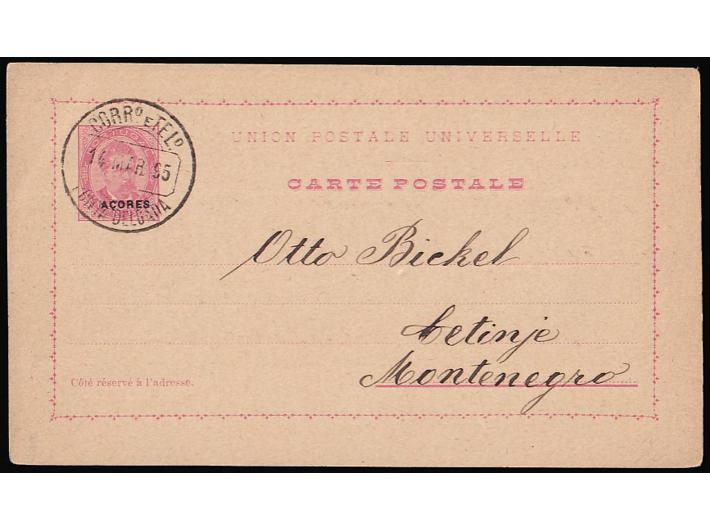 CORRº E TELº
14 MAR 95
PONTA DELGADA
AÇORES
UNION POSTALE UNIVERSELLE
CARTE POSTALE
Otto Bickel
Cetinje
Montenegro
Côté réservé à l'adresse.